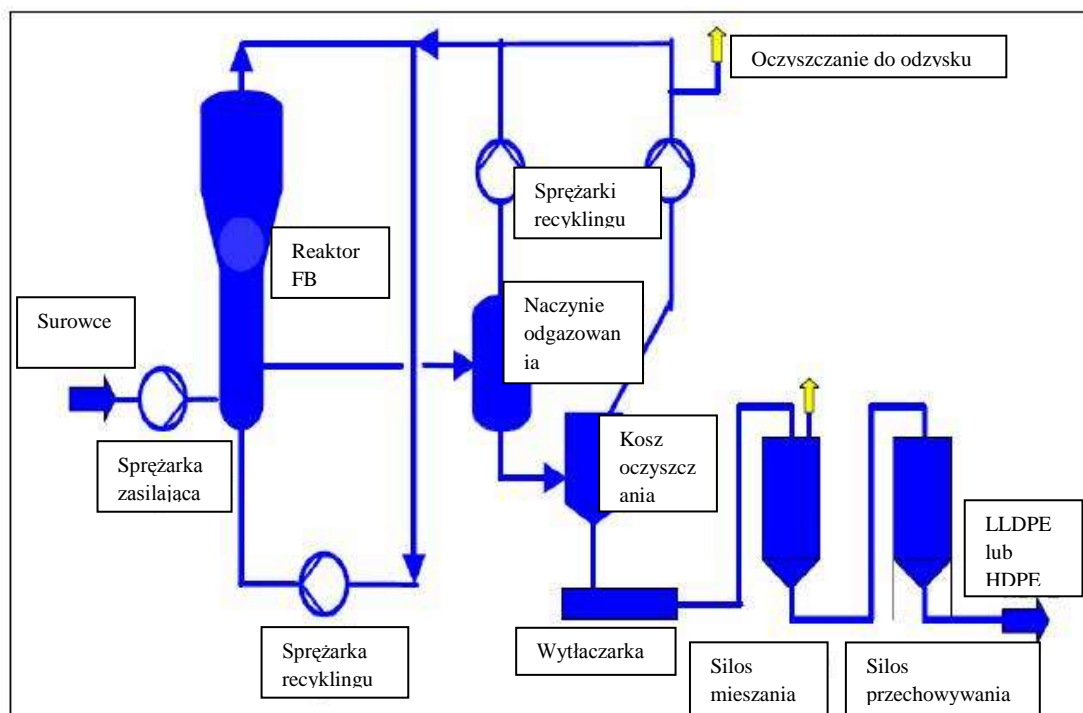 Oczyszczanie do odzysku
Sprężarki
recyklingu
Reaktor
FB
Surowce
Naczynie
odgazowan
ia
Kosz
oczyszcz
ania
Sprężarka
zasilająca
LLDPE
lub
HDPE
Sprężarka
recyklingu
Wytłaczarka
Silos
mieszania
Silos
przechowywania